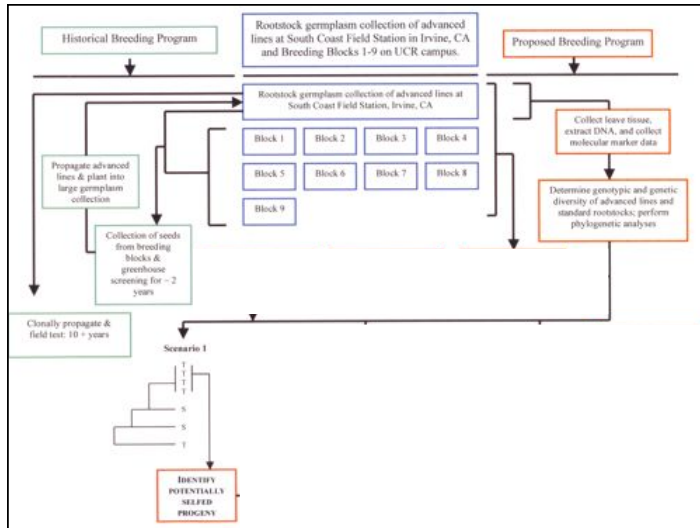 Historical Breeding Program
Rootstock germplasm collection of advanced
lines at South Coast Field Station in Irvine, CA
and Breeding Blocks 1-9 on UCR campus.
Proposed Breeding Program
Rootstock germplasm collection of advanced lines at
South Coast Field Station, Irvine, CA
Block 1
Block 2
Block 3
Block 4
Block 5
Block 6
Block 7
Block 8
Block 9
Propagate advanced
lines & plant into
large germplasm
collection
Collection of seeds
from breeding
blocks &
greenhouse
screening for ~ 2
years
Clonally propagate &
field test: 10 + years
Collect leave tissue,
extract DNA, and collect
molecular marker data
Determine genotypic and genetic
diversity of advanced lines and
standard rootstocks; perform
phylogenetic analyses
Scenario 1
T
T
T
T
S
S
T
IDENTIFY
POTENTIALLY
SELFED
PROGENY